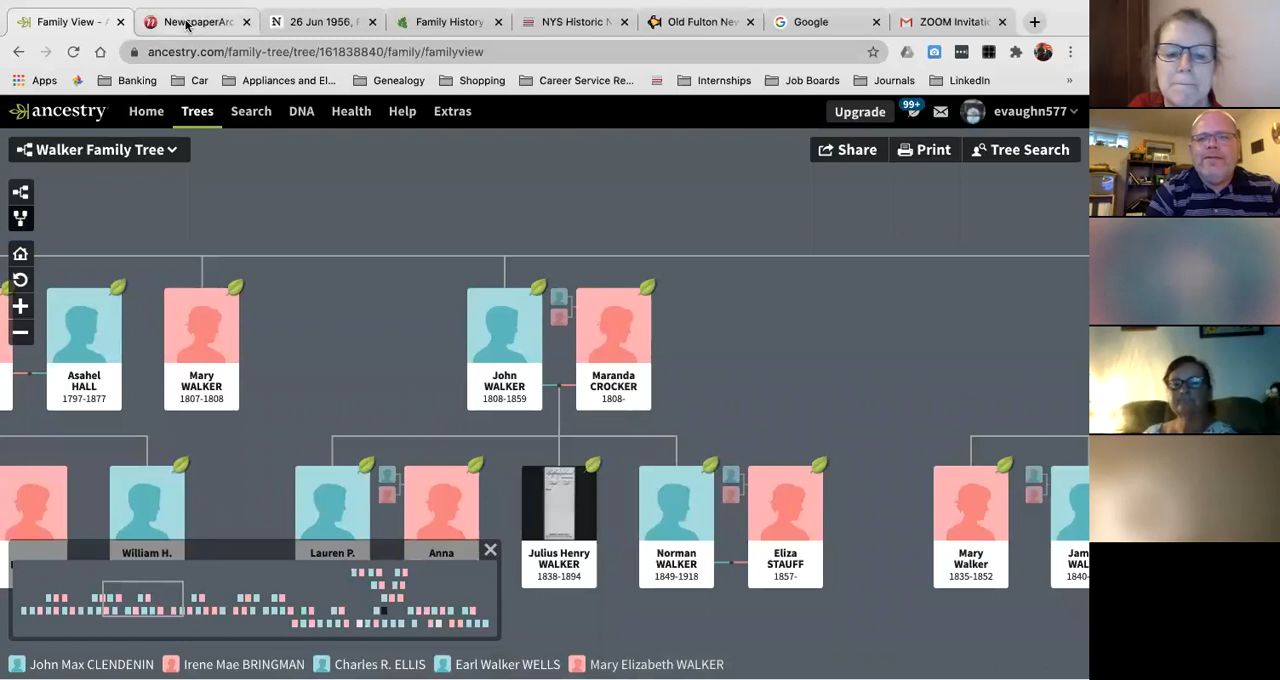 Family View - A
NewspaperArc
26 Jun 1956,
Family History
NYS Historic N
Old Fulton New
Google
ZOOM Invitatio
ancestry.com/family-tree/tree/161838840/family/familyview
Apps
Banking
Car
Appliances and El...
Genealogy
Shopping
Career Service Re...
Internships
Job Boards
Journals
LinkedIn
»
ancestry
Home
Trees
Search
DNA
Health
Help
Extras
Upgrade
99+
evaughn577
Walker Family Tree
Share
Print
Tree Search
Asahel
HALL
1797-1877
Mary
WALKER
1807-1808
John
WALKER
1808-1859
Maranda
CROCKER
1808-
William H.
Lauren P.
Anna
Julius Henry
WALKER
1838-1894
Norman
WALKER
1849-1918
Eliza
STAUFF
1857-
Mary
Walker
1835-1852
Jam
WALK
1840-
John Max CLENDENIN
Irene Mae BRINGMAN
Charles R. ELLIS
Earl Walker WELLS
Mary Elizabeth WALKER